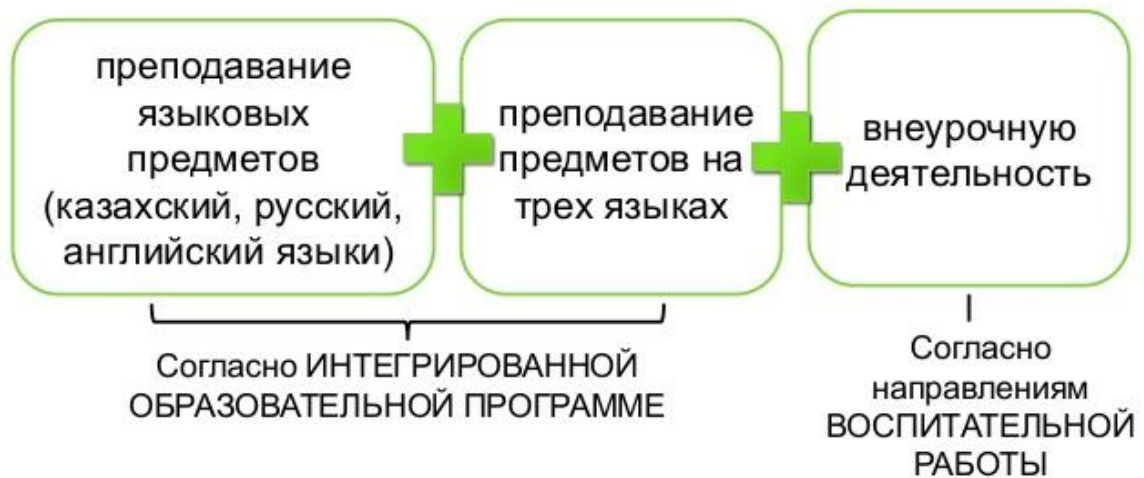 преподавание
языковых
предметов
(казахский, русский,
английский языки)
преподавание
предметов на
трех языках
внеурочную
деятельность
Согласно ИНТЕГРИРОВАННОЙ
ОБРАЗОВАТЕЛЬНОЙ ПРОГРАММЕ
Согласно
направлениям
ВОСПИТАТЕЛЬНОЙ
РАБОТЫ